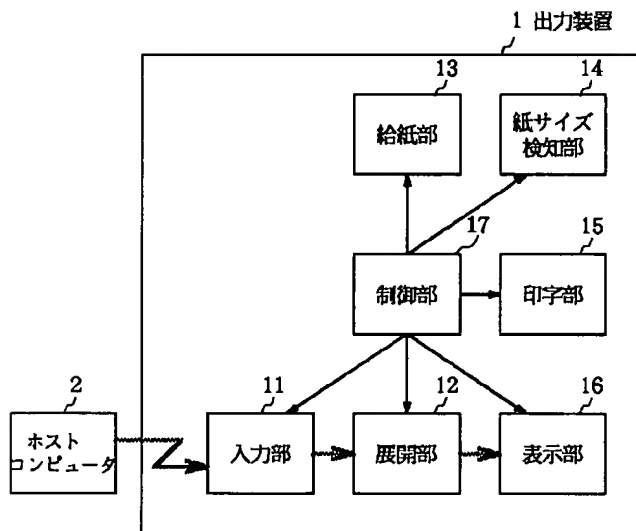 1 出力装置
13
給紙部
14
紙サイズ
検知部
17
制御部
15
印字部
2
ホスト
コンピュータ
11
入力部
12
展開部
16
表示部